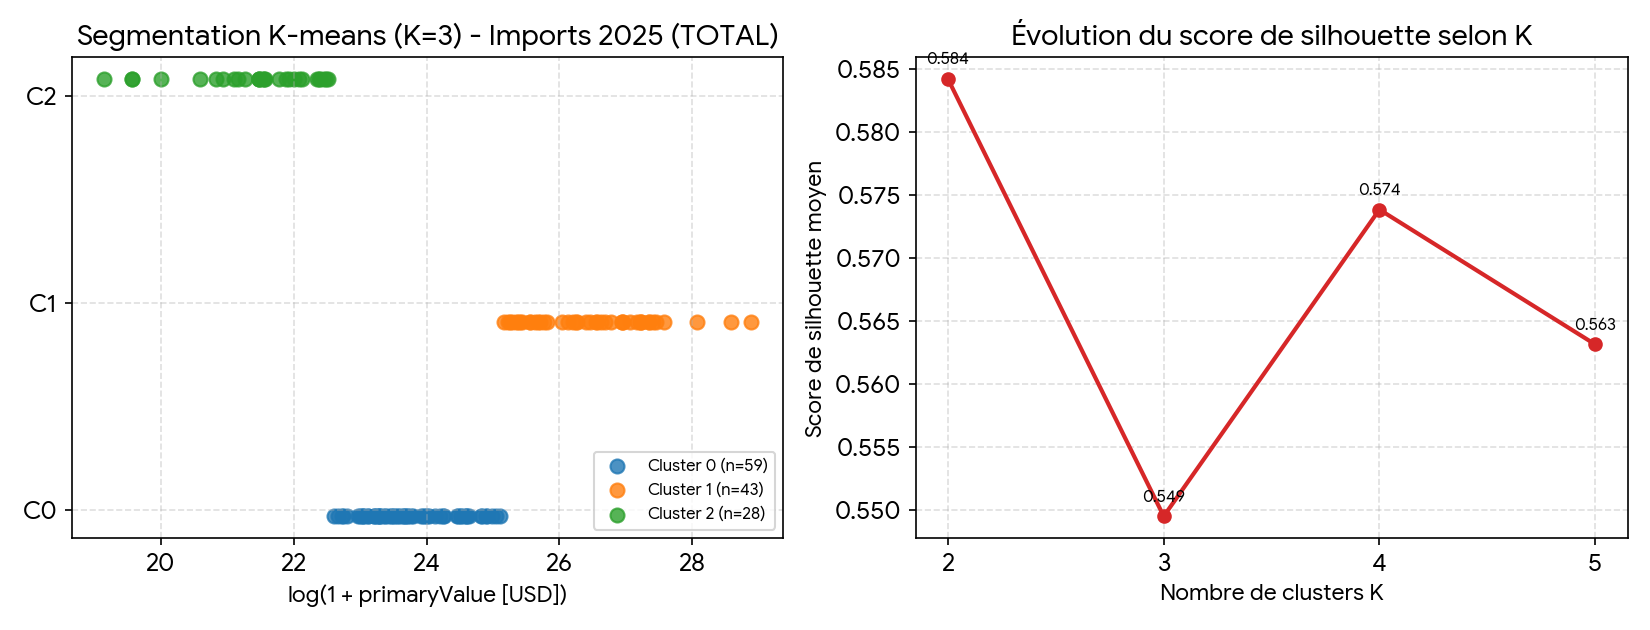 Segmentation K-means (K=3) - Imports 2025 (TOTAL)
C2
C1
C0
Cluster 0 (n=59)
Cluster 1 (n=43)
Cluster 2 (n=28)
20 22 24 26 28
log(1 + primaryValue [USD])
Évolution du score de silhouette selon K
Score de silhouette moyen
0.585
0.580
0.575
0.570
0.565
0.560
0.555
0.550
0.584
0.549
0.574
0.563
2 3 4 5
Nombre de clusters K